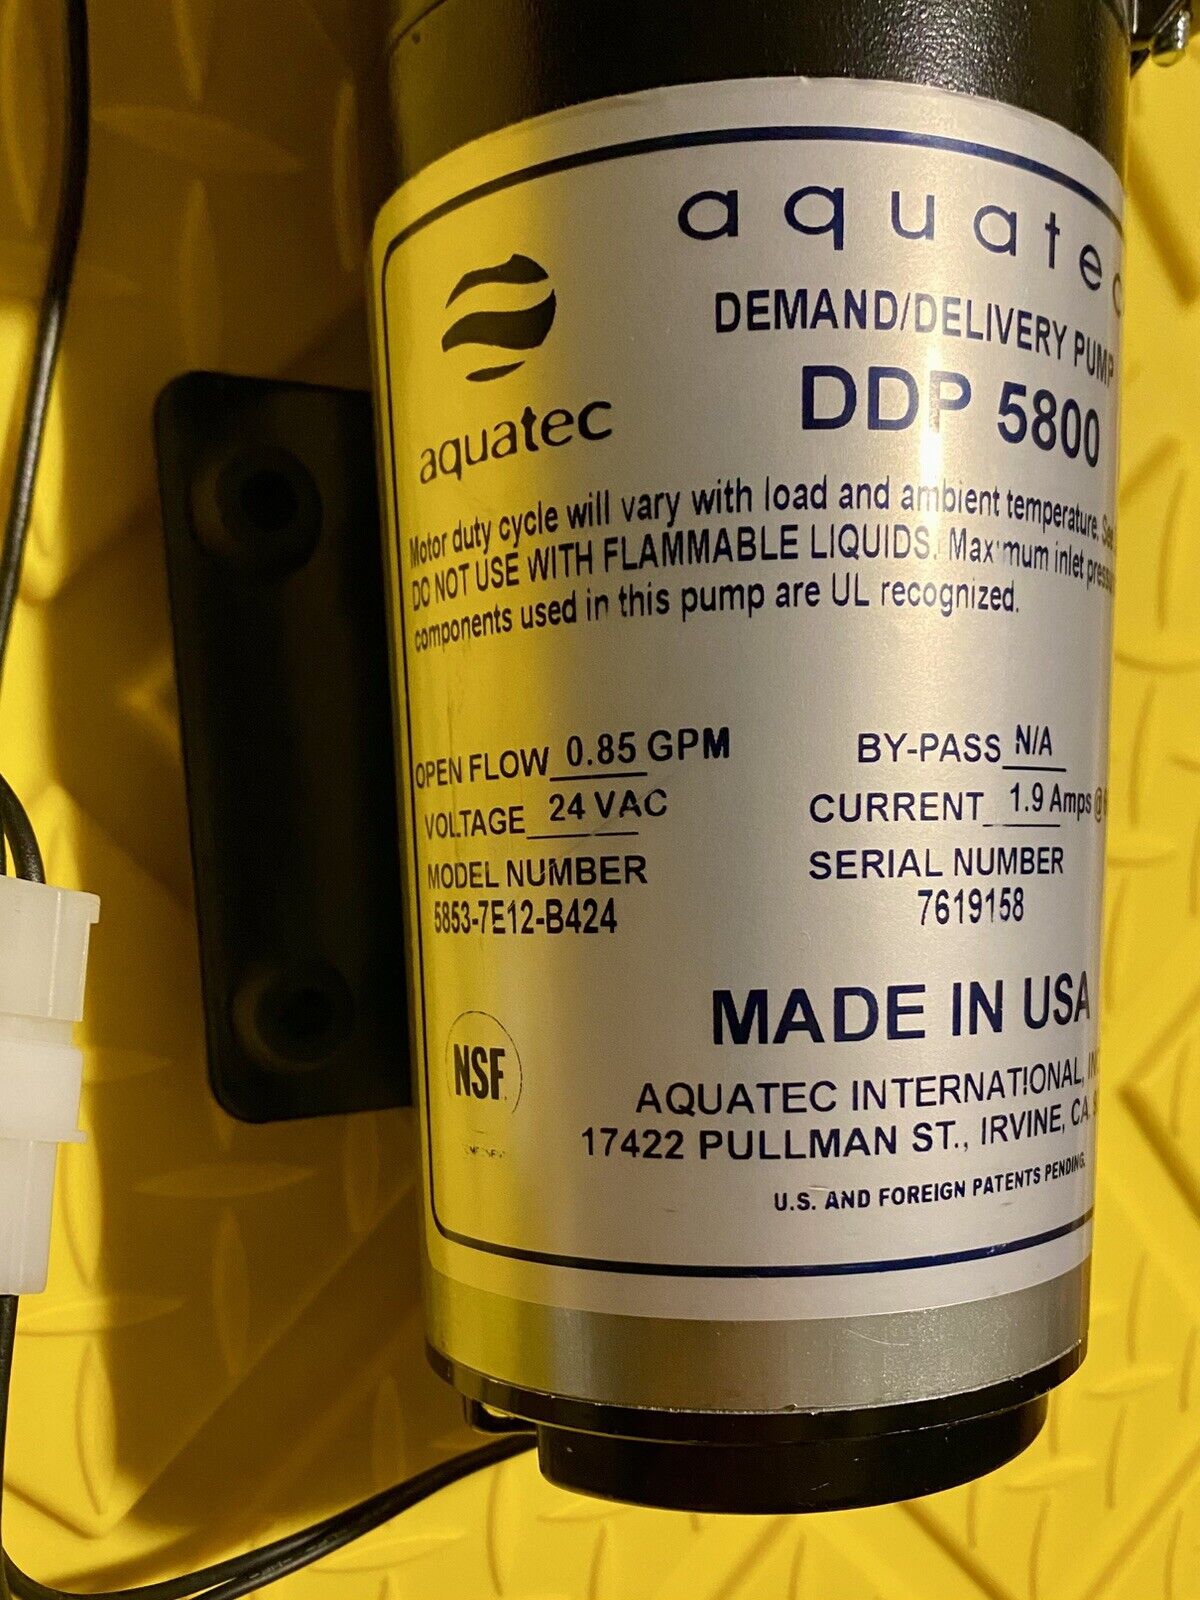 aquatec
DEMAND/DELIVERY PUMP
DDP 5800
aquatec
Motor duty cycle will vary with load and ambient temperature.
DO NOT USE WITH FLAMMABLE LIQUIDS. Maximum inlet
components used in this pump are UL recognized.
OPEN FLOW 0.85 GPM BY-PASS N/A
VOLTAGE 24 VAC CURRENT 1.9 Amps @
MODEL NUMBER SERIAL NUMBER
5853-7E12-B424 7619158
MADE IN USA
NSF.
AQUATEC INTERNATIONAL,
17422 PULLMAN ST., IRVINE, CA.
U.S. AND FOREIGN PATENTS PENDING.